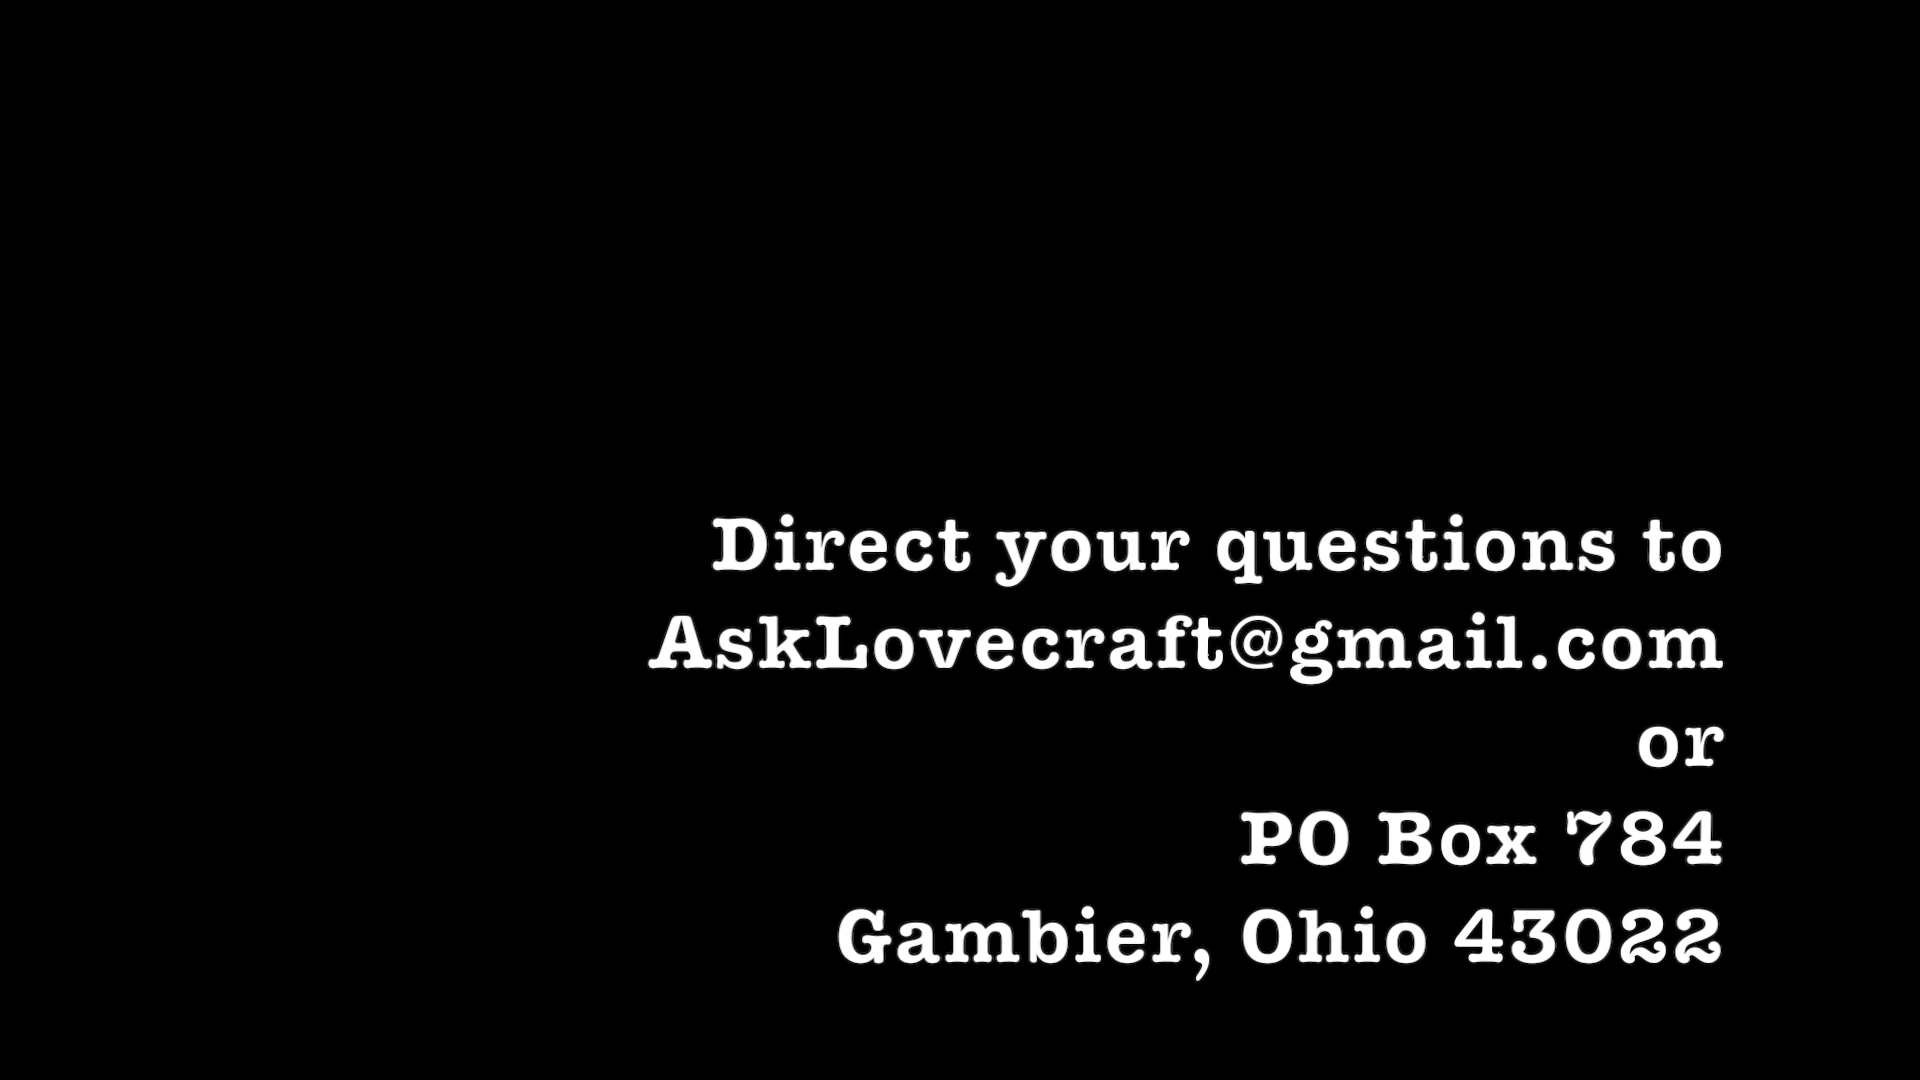 Direct your questions to
AskLovecraft@gmail.com
or
PO Box 784
Gambier, Ohio 43022